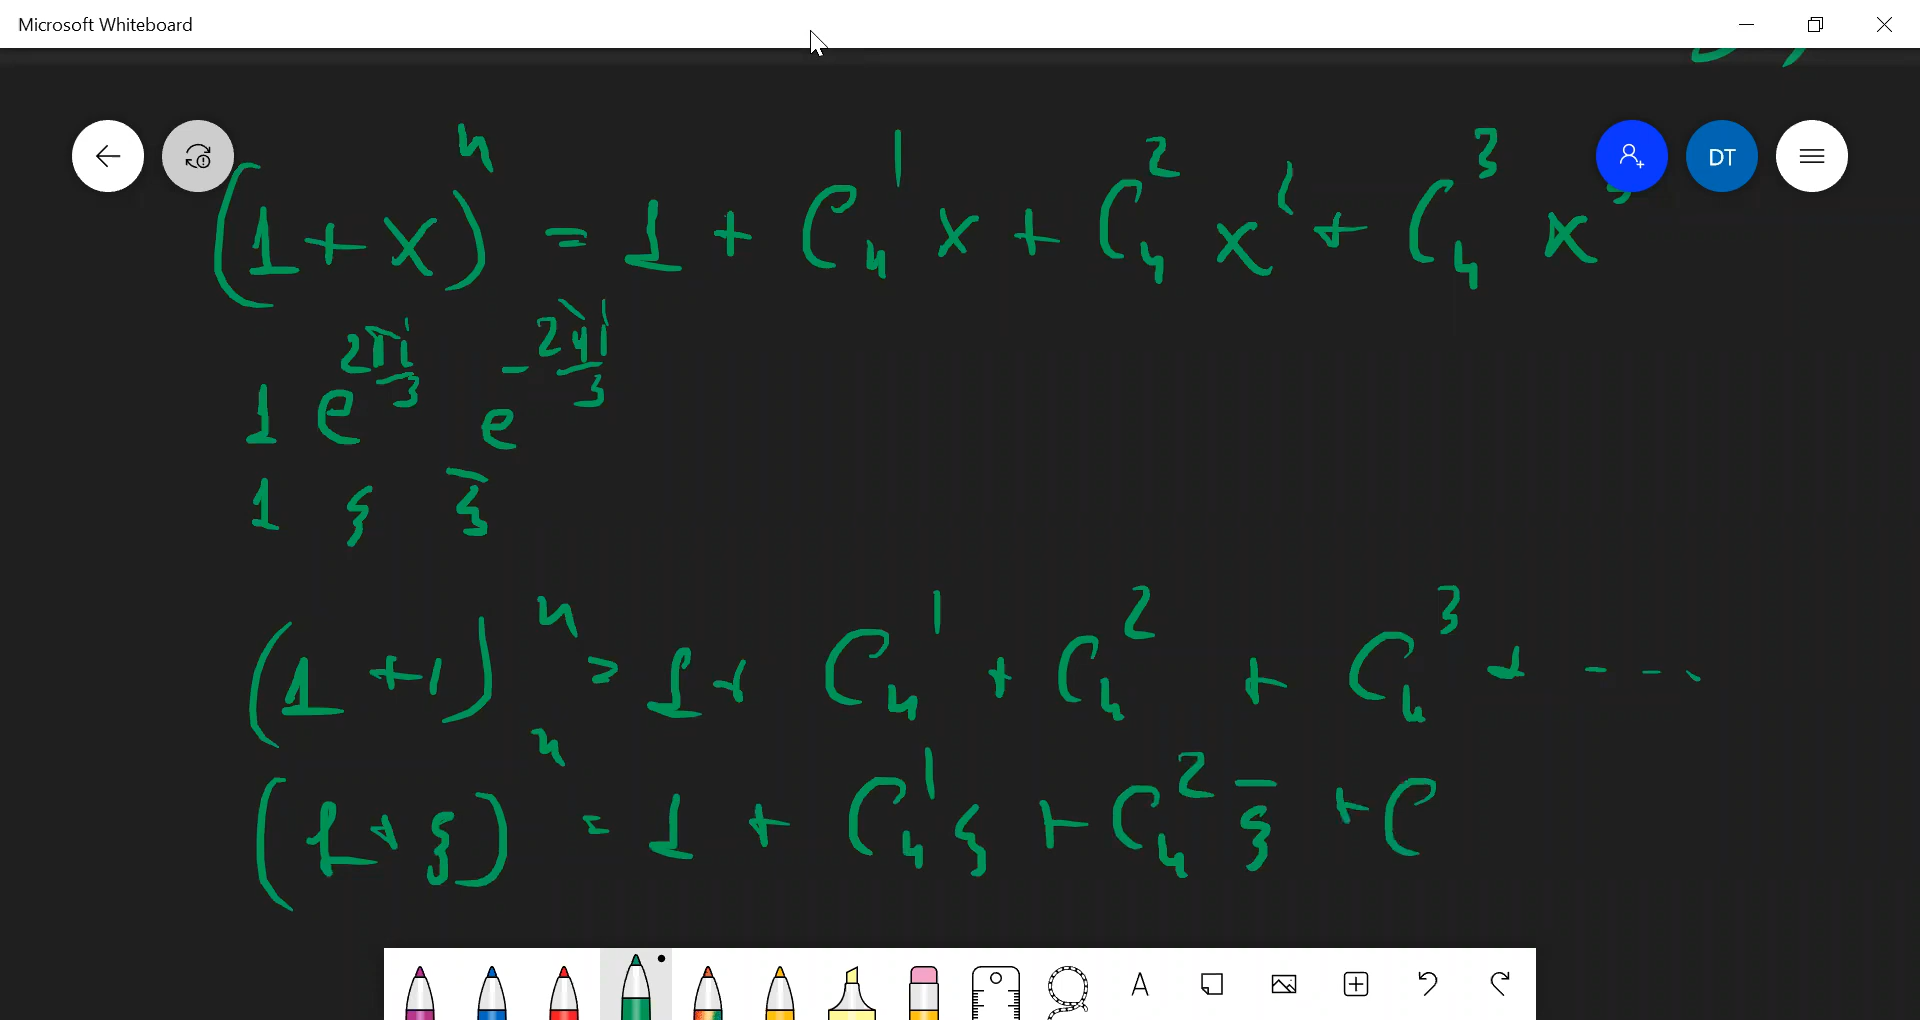 Microsoft Whiteboard
DT
(1 + x)^n = 1 + C_n^1 x + C_n^2 x^2 + C_n^3 x^3
1 e^{2πi/3} e^{-2πi/3}
1 ξ ξ̅
(1 + 1)^n = 1 + C_n^1 + C_n^2 + C_n^3 + ....
(1 + ξ)^n = 1 + C_n^1 ξ + C_n^2 ξ̅ + C